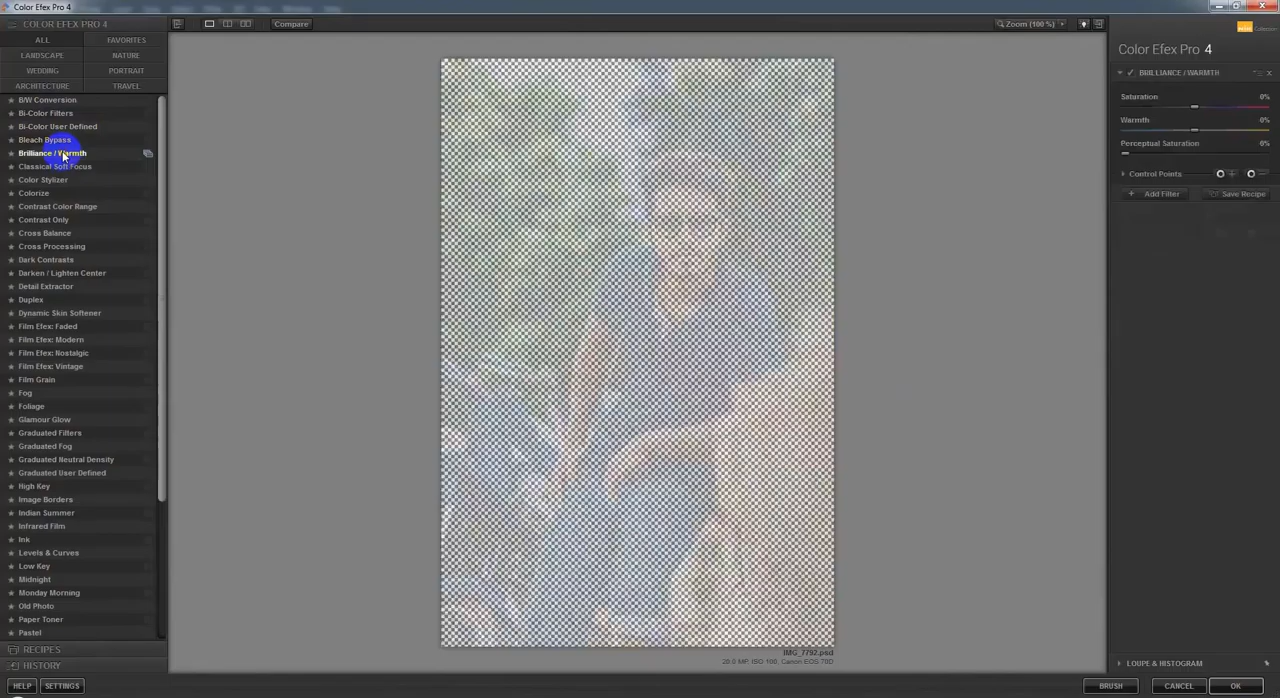 Color Efex Pro 4
COLOR EFEX PRO 4
Compare
Zoom (100 %)
ALL
FAVORITES
LANDSCAPE
NATURE
WEDDING
PORTRAIT
ARCHITECTURE
TRAVEL
B/W Conversion
Bi-Color Filters
Bi-Color User Defined
Bleach Bypass
Brilliance / Warmth
Classical Soft Focus
Color Stylizer
Colorize
Contrast Color Range
Contrast Only
Cross Balance
Cross Processing
Dark Contrasts
Darken / Lighten Center
Detail Extractor
Duplex
Dynamic Skin Softener
Film Efex: Faded
Film Efex: Modern
Film Efex: Nostalgic
Film Efex: Vintage
Film Grain
Fog
Foliage
Glamour Glow
Graduated Filters
Graduated Fog
Graduated Neutral Density
Graduated User Defined
High Key
Image Borders
Indian Summer
Infrared Film
Ink
Levels & Curves
Low Key
Midnight
Monday Morning
Old Photo
Paper Toner
Pastel
RECIPES
HISTORY
HELP
SETTINGS
IMG_7792.psd
20.0 MP, ISO 100, Canon EOS 70D
Color Efex Pro 4
BRILLIANCE / WARMTH
Saturation 0%
Warmth 0%
Perceptual Saturation 0%
Control Points
Add Filter
Save Recipe
LOUPE & HISTOGRAM
BRUSH
CANCEL
OK